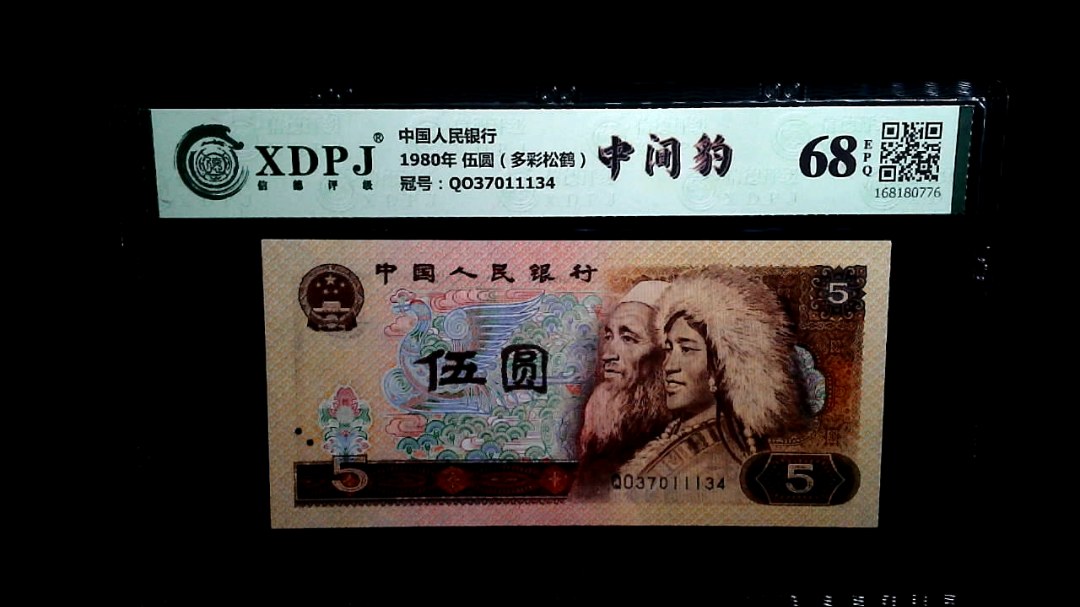 XDPJ®
信德评级
中国人民银行
1980年 伍圆（多彩松鹤）
冠号：QO37011134
中间豹
68
EPQ
168180776
中国人民银行
5
伍圆
5
QO37011134
5